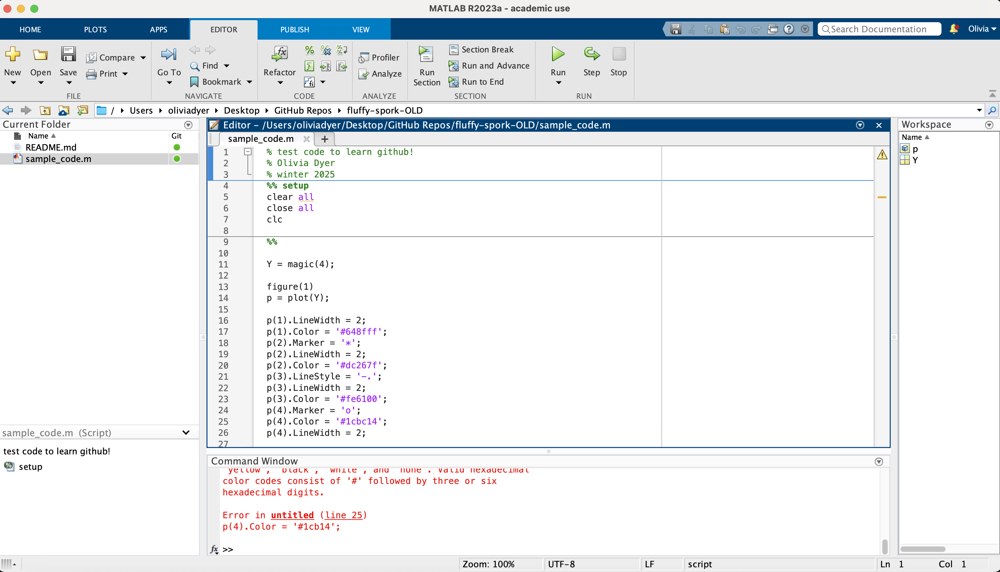 MATLAB R2023a - academic use
HOME PLOTS APPS EDITOR PUBLISH VIEW Search Documentation Olivia
New Open Save Compare Print
FILE
Go To Find Bookmark
NAVIGATE
Refactor
CODE
Profiler
Analyze
ANALYZE
Run Section
Section Break
Run and Advance
Run to End
SECTION
Run Step Stop
RUN
/ Users oliviadyer Desktop GitHub Repos fluffy-spork-OLD
Current Folder
Name Git
README.md
sample_code.m
sample_code.m (Script)
test code to learn github!
setup
Editor – /Users/oliviadyer/Desktop/GitHub Repos/fluffy-spork-OLD/sample_code.m
sample_code.m +
1 % test code to learn github!
2 % Olivia Dyer
3 % winter 2025
4 %% setup
5 clear all
6 close all
7 clc
8
9 %%
10
11 Y = magic(4);
12
13 figure(1)
14 p = plot(Y);
15
16 p(1).LineWidth = 2;
17 p(1).Color = '#648fff';
18 p(2).Marker = '*';
19 p(2).LineWidth = 2;
20 p(2).Color = '#dc267f';
21 p(3).LineStyle = '-.';
22 p(3).LineWidth = 2;
23 p(3).Color = '#fe6100';
24 p(4).Marker = 'o';
25 p(4).Color = '#1cbc14';
26 p(4).LineWidth = 2;
27
Command Window
'yellow', 'black', 'white', and 'none'. Valid hexadecimal
color codes consist of '#' followed by three or six
hexadecimal digits.
Error in untitled (line 25)
p(4).Color = '#1cb14';
fx >>
Workspace
Name
p
Y
Zoom: 100% UTF-8 LF script Ln 1 Col 1